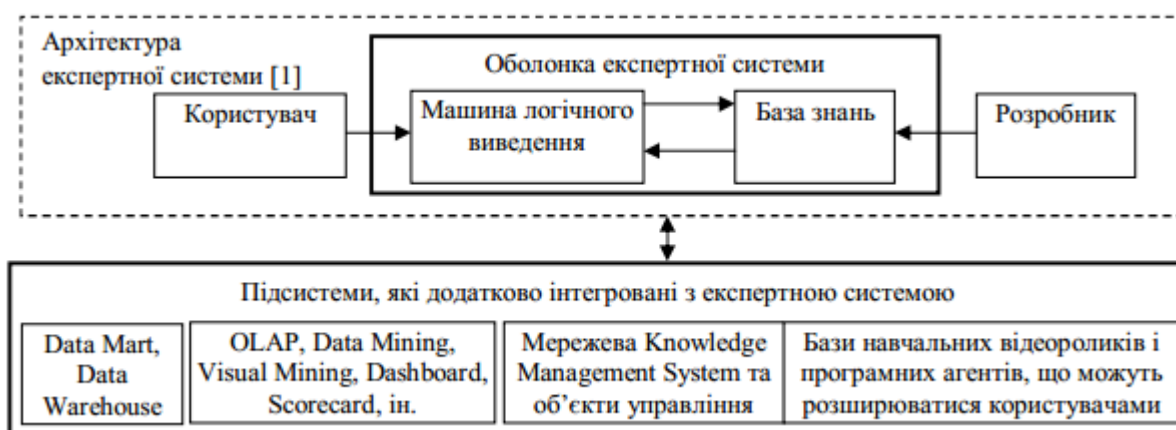 Архітектура
експертної системи [1]
Оболонка експертної системи
Користувач
Машина логічного
виведення
База знань
Розробник
Підсистеми, які додатково інтегровані з експертною системою
Data Mart,
Data
Warehouse
OLAP, Data Mining,
Visual Mining, Dashboard,
Scorecard, ін.
Мережева Knowledge
Management System та
об’єкти управління
Бази навчальних відеороликів і
програмних агентів, що можуть
розширюватися користувачами